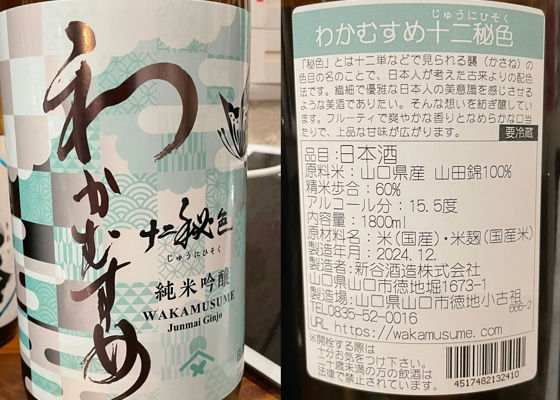 わかむすめ
十二秘色
じゅうにひそく
純米吟醸
WAKAMUSUME
Junmai Ginjo
じゅうにひそく
わかむすめ十二秘色
「秘色」とは十二単などで見られる襲(かさね)の
色目の名のことで、日本人が考えた古来よりの配色
法です。繊細で優雅な日本人の美意識を感じさせる
ような美酒でありたい。そんな想いを紡ぎ醸してい
ます。フルーティで爽やかな香りとなめらかな口当
たりで、上品な甘味が広がります。
要冷蔵
品目:日本酒
原料米:山口県産 山田錦100%
精米歩合:60%
アルコール分:15.5度
内容量:1800ml
原材料名:米(国産)・米麹(国産米)
製造年月:2024.12.
製造者:新谷酒造株式会社
山口県山口市徳地堀1673-1
製造場:山口県山口市徳地小古祖
666-2
TEL0835-52-0016
URL https://wakamusume.com
※開栓する際は
十分お気をつけ下さい。
20歳未満の方の飲酒は
法律で禁止されています。
4517482132410